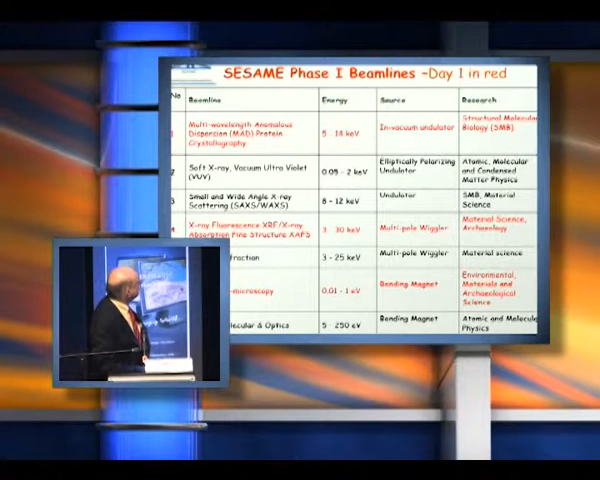 SESAME
SESAME Phase I Beamlines -Day 1 in red
No Beamline Energy Source Research
1 Multi-wavelength Anomalous Dispersion (MAD) Protein Crystallography 5 - 14 keV In-vacuum undulator Structural Molecular Biology (SMB)
2 Soft X-ray, Vacuum Ultra Violet (VUV) 0.05 - 2 keV Elliptically Polarizing Undulator Atomic, Molecular and Condensed Matter Physics
3 Small and Wide Angle X-ray Scattering (SAXS/WAXS) 8 - 12 keV Undulator SMB, Material Science
4 X-ray Fluorescence XRF/X-ray Absorption Fine Structure XAFS 3 - 30 keV Multi-pole Wiggler Material Science, Archaeology
fraction 3 - 25 keV Multi-pole Wiggler Material science
-microscopy 0.01 - 1 eV Bending Magnet Environmental, Materials and Archaeological Science
lecular & Optics 5 - 250 eV Bending Magnet Atomic and Molecule Physics